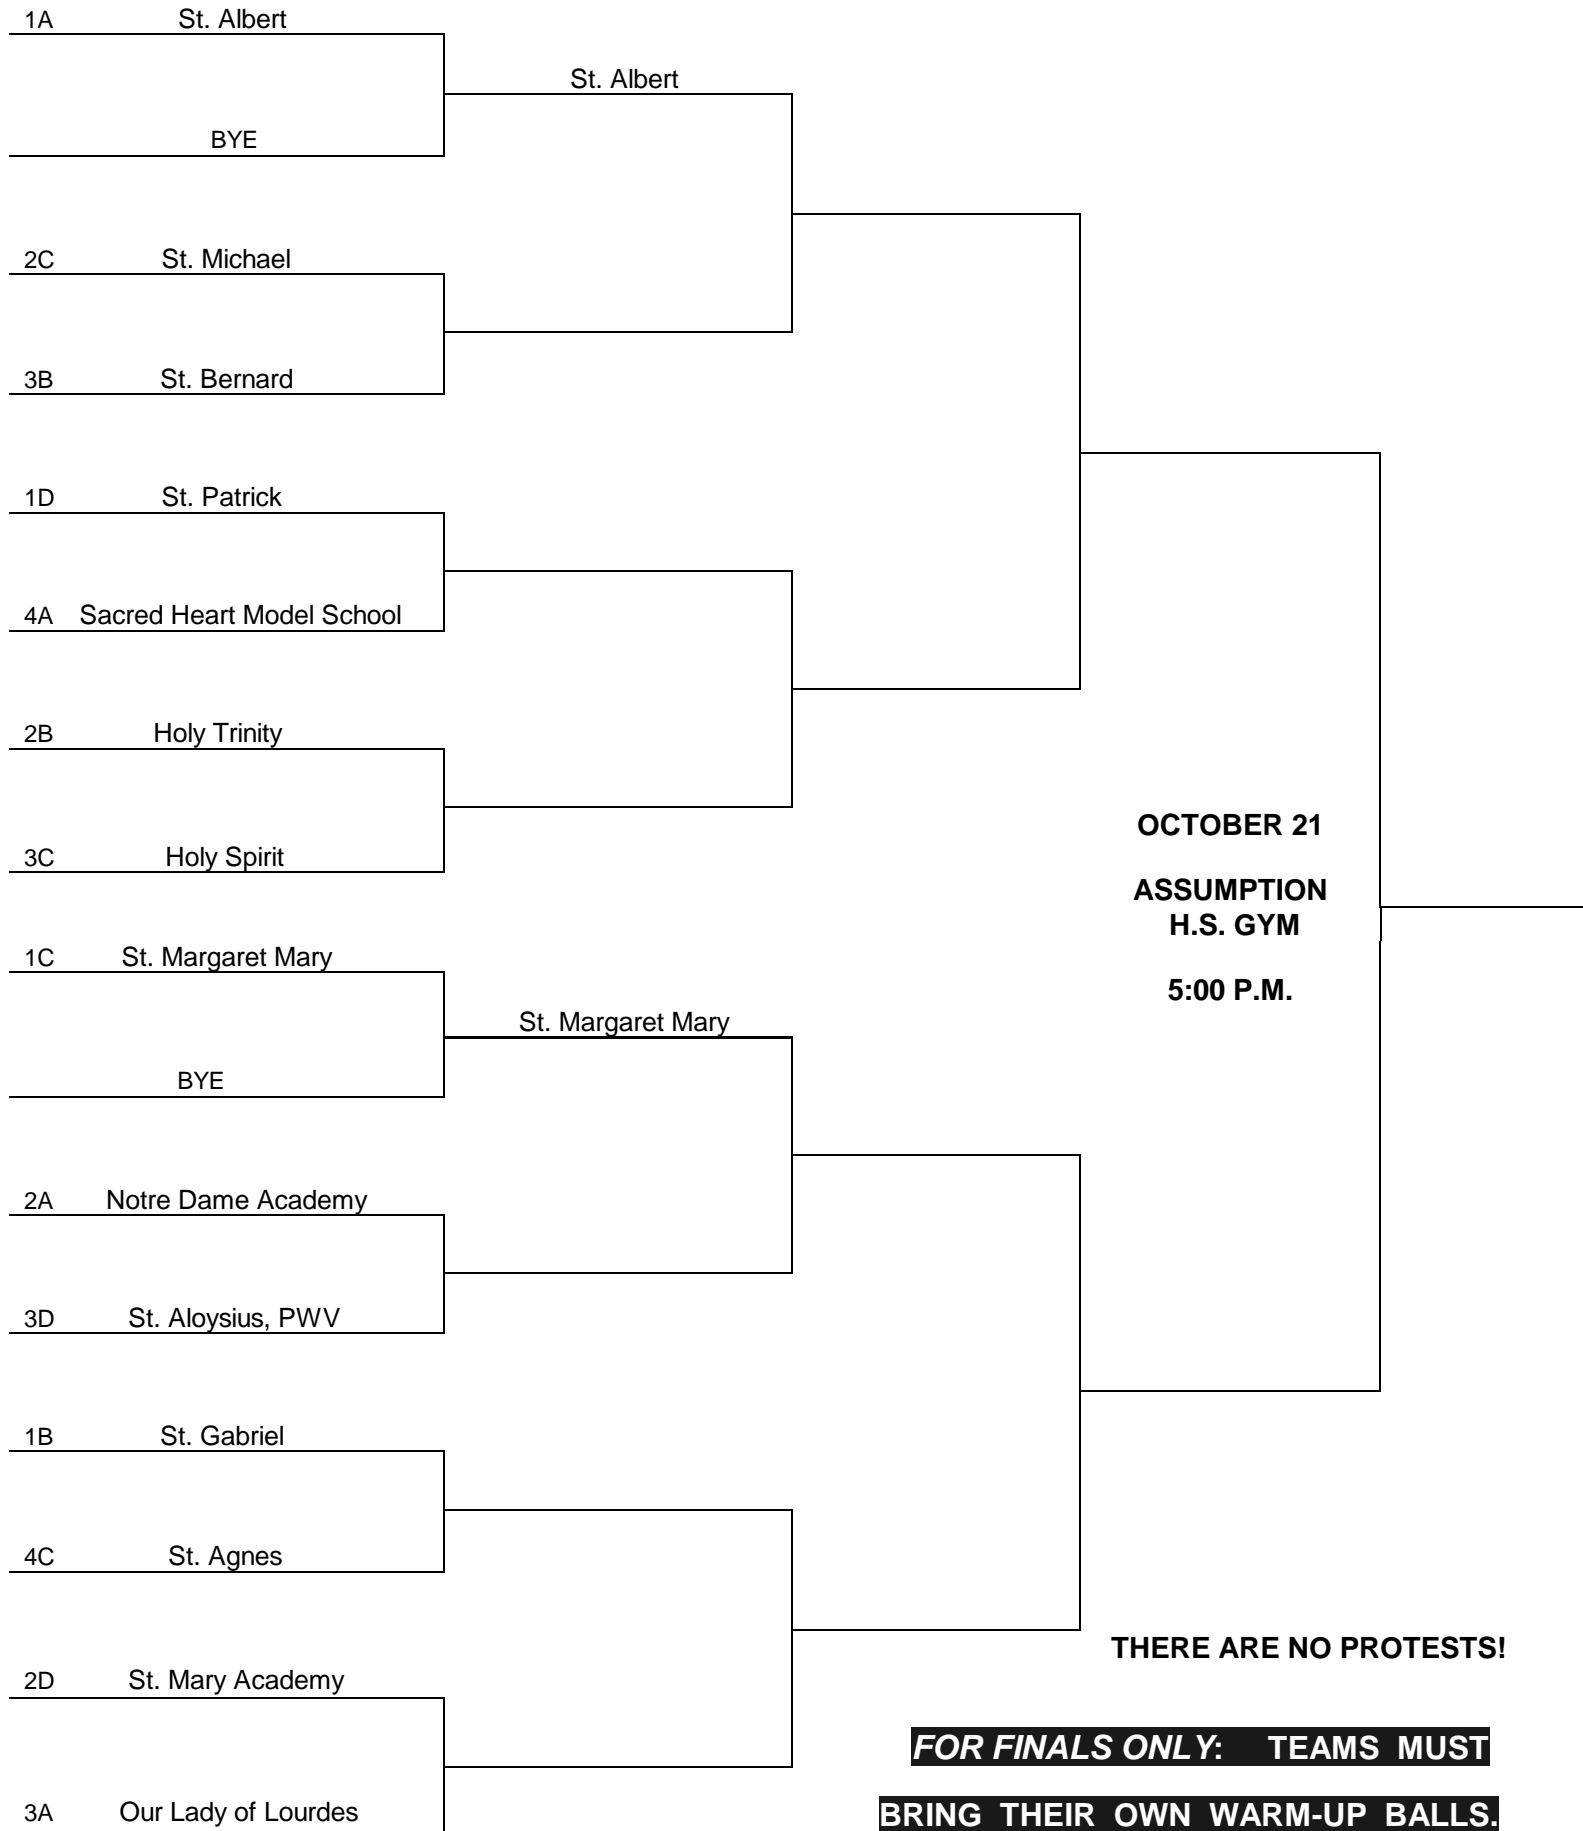 1A St. Albert
St. Albert
BYE
2C St. Michael
3B St. Bernard
1D St. Patrick
4A Sacred Heart Model School
2B Holy Trinity
OCTOBER 21
3C Holy Spirit
ASSUMPTION
H.S. GYM
1C St. Margaret Mary
5:00 P.M.
St. Margaret Mary
BYE
2A Notre Dame Academy
3D St. Aloysius, PWV
1B St. Gabriel
4C St. Agnes
THERE ARE NO PROTESTS!
2D St. Mary Academy
FOR FINALS ONLY: TEAMS MUST
3A Our Lady of Lourdes
BRING THEIR OWN WARM-UP BALLS.